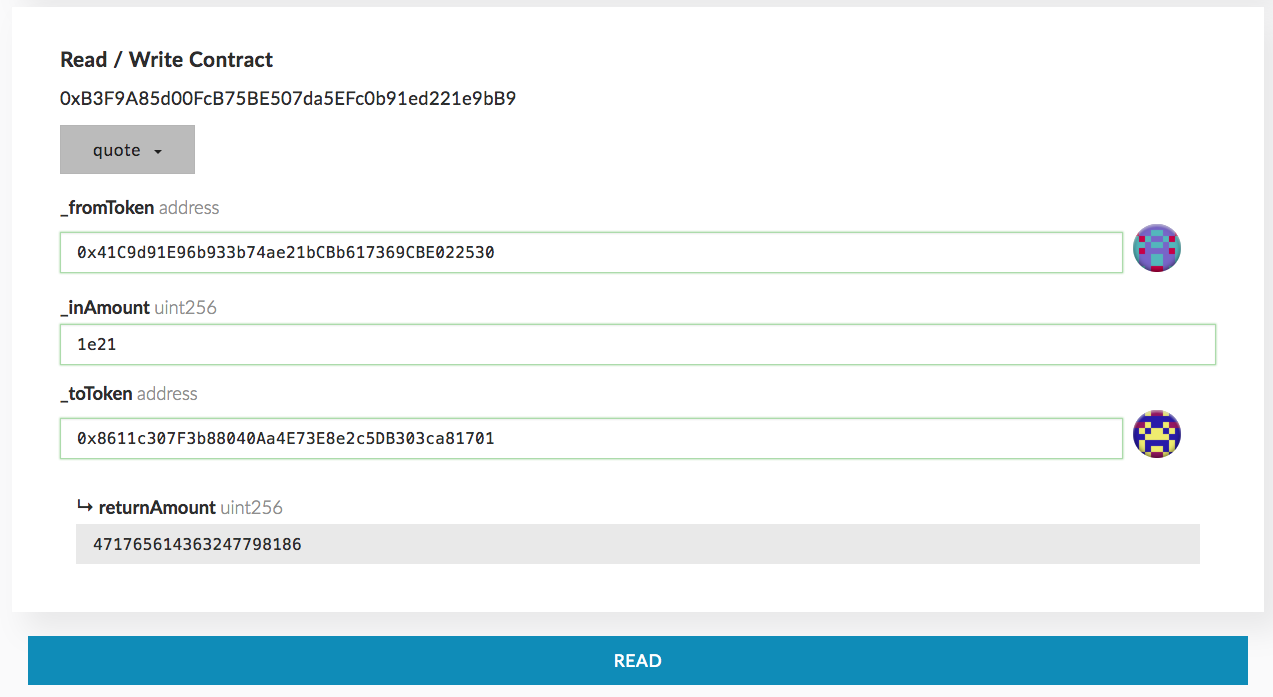 Read / Write Contract
0xB3F9A85d00FcB75BE507da5EFc0b91ed221e9bB9
quote
_fromToken address
0x41C9d91E96b933b74ae21bCBb617369CBE022530
_inAmount uint256
1e21
_toToken address
0x8611c307F3b88040Aa4E73E8e2c5DB303ca81701
↳ returnAmount uint256
471765614363247798186
READ